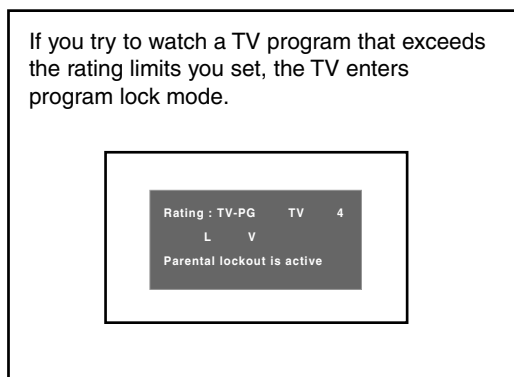 If you try to watch a TV program that exceeds
the rating limits you set, the TV enters
program lock mode.
Rating : TV-PG TV 4
L V
Parental lockout is active